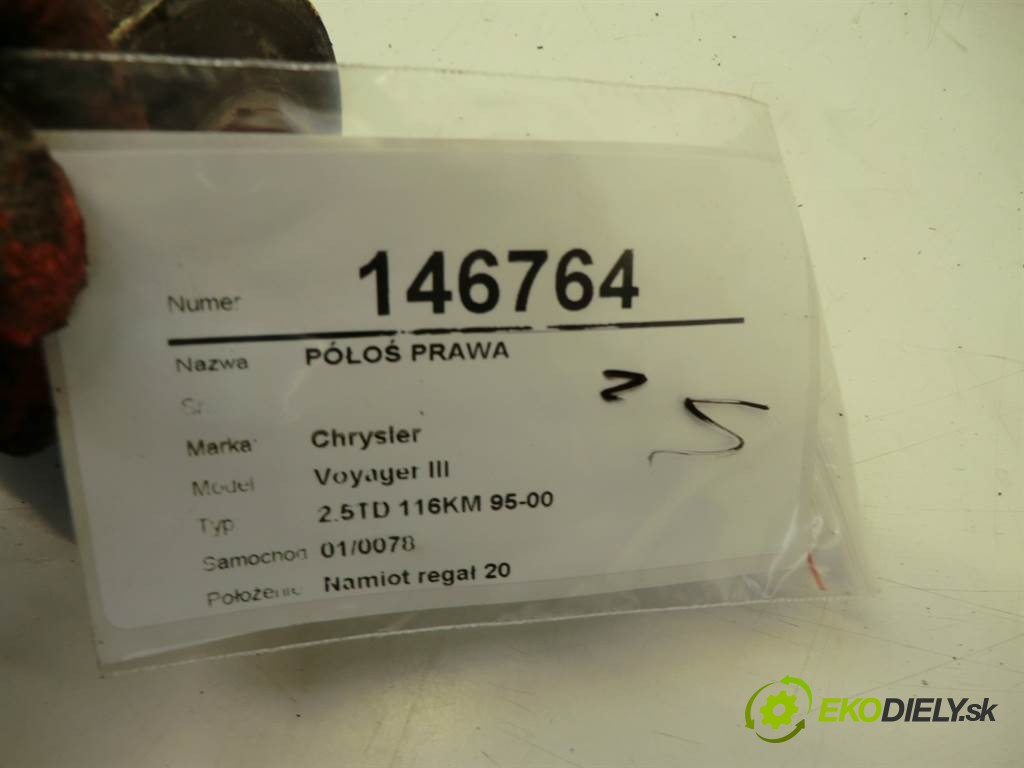 Numer 146764
Nazwa PÓŁOŚ PRAWA
Marka Chrysler
Model Voyager III
Typ 2.5TD 116KM 95-00
Samochod 01/0078
Położenie Namiot regał 20
EKODIELY.sk